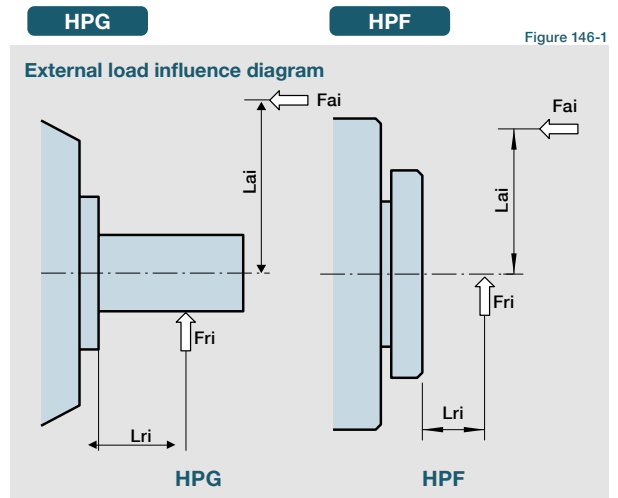 HPG
HPF
Figure 146-1
External load influence diagram
Fai
Lai
Fri
Lri
HPG
Fai
Lai
Fri
Lri
HPF